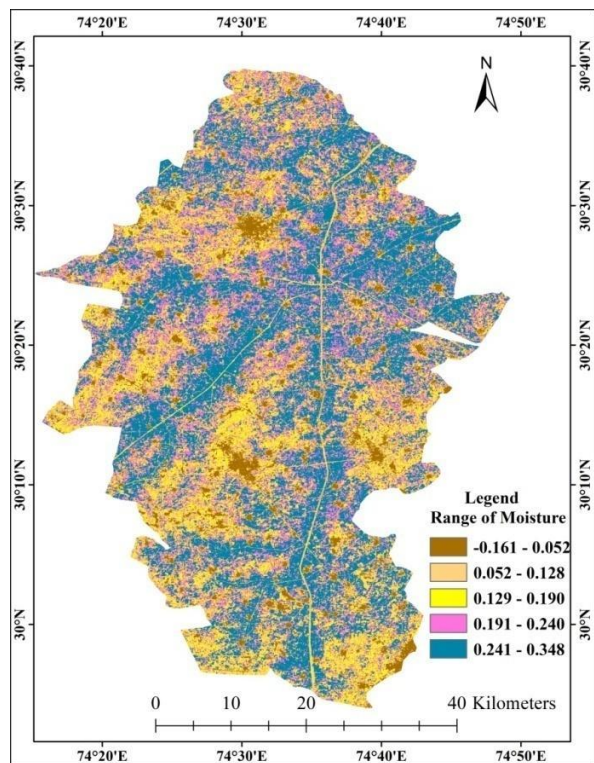 74°20'E 74°30'E 74°40'E 74°50'E
30°40'N 30°40'N
N
30°30'N 30°30'N
30°20'N 30°20'N
30°10'N 30°10'N
Legend
Range of Moisture
-0.161 - 0.052
0.052 - 0.128
0.129 - 0.190
0.191 - 0.240
0.241 - 0.348
30°N 30°N
0 10 20 40 Kilometers
74°20'E 74°30'E 74°40'E 74°50'E